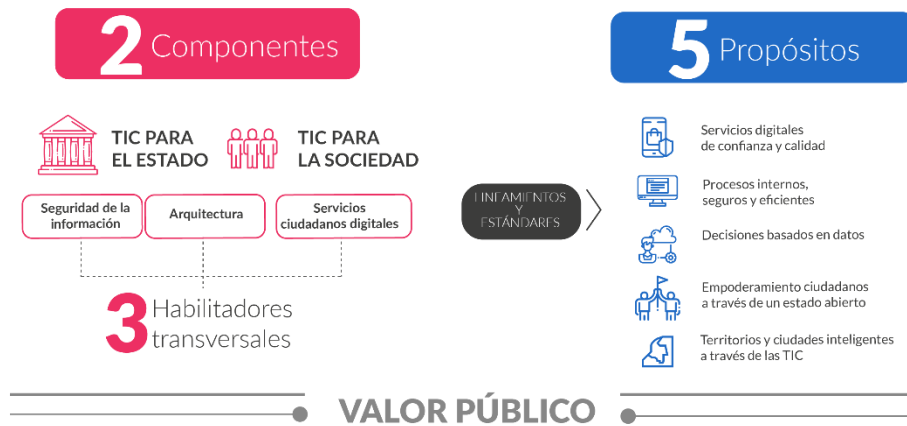 2 Componentes
TIC PARA
EL ESTADO
TIC PARA
LA SOCIEDAD
Seguridad de la
información
Arquitectura
Servicios
ciudadanos digitales
3 Habilitadores
transversales
LINEAMIENTOS
Y
ESTÁNDARES
5 Propósitos
Servicios digitales
de confianza y calidad
Procesos internos,
seguros y eficientes
Decisiones basados en datos
Empoderamiento ciudadanos
a través de un estado abierto
Territorios y ciudades inteligentes
a través de las TIC
VALOR PÚBLICO